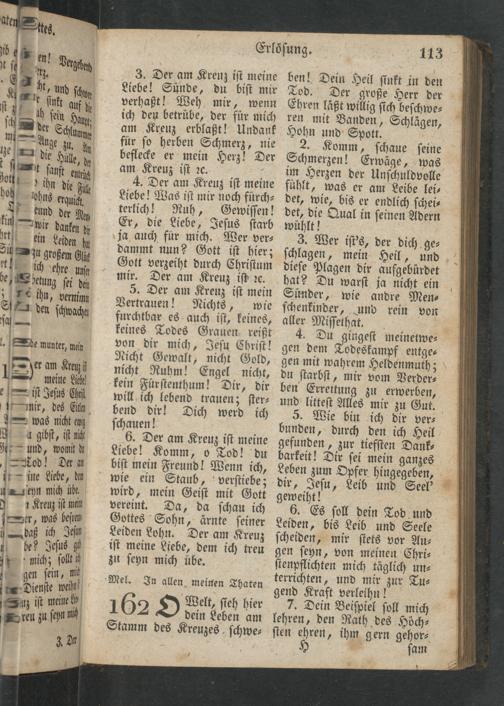 Erlösung.
113
3. Der am Kreuz ist meine
Liebe! Sünde, du bist mir
verhaßt! Weh mir, wenn
ich den betrübe, der für mich
am Kreuz erblaßt! Undank
für so herben Schmerz, nie
beflecke er mein Herz! Der
am Kreuz ist ꝛc.
4. Der am Kreuz ist meine
Liebe! Was ist mir noch fürch-
terlich! Ruh, Gewissen!
Er, die Liebe, Jesus starb
ja auch für mich. Wer ver-
dammt nun? Gott ist hier;
Gott verzeiht durch Christum
mir. Der am Kreuz ist ꝛc.
5. Der am Kreuz ist mein
Vertrauen! Nichts, wie
furchtbar es auch ist, keines,
keines Todes Grauen reißt
von dir mich, Jesu Christ!
Nicht Gewalt, nicht Gold,
nicht Ruhm! Engel nicht,
kein Fürstenthum! Dir, dir
will ich lebend trauen; ster-
bend dir! Dich werd ich
schauen!
6. Der am Kreuz ist meine
Liebe! Komm, o Tod! du
bist mein Freund! Wenn ich,
wie ein Staub, verstiebe;
wird, mein Geist mit Gott
vereint. Da, da schau ich
Gottes Sohn, ärnte seiner
Leiden Lohn. Der am Kreuz
ist meine Liebe, dem ich treu
zu seyn mich übe.
Mel. In allen meinen Thaten
162 O Welt, sieh hier
dein Leben am
Stamm des Kreuzes schwe-
ben! Dein Heil sinkt in den
Tod. Der große Herr der
Ehren läßt willig sich beschwe-
ren mit Banden, Schlägen,
Hohn und Spott.
2. Komm, schaue seine
Schmerzen! Erwäge, was
im Herzen der Unschuldvolle
fühlt, was er am Leibe lei-
det, wie, bis er endlich schei-
det, die Qual in seinen Adern
wühlt!
3. Wer ist's, der dich ge-
schlagen, mein Heil, und
diese Plagen dir aufgebürdet
hat? Du warst ja nicht ein
Sünder, wie andre Men-
schenkinder, und rein von
aller Missethat.
4. Du gingest meinetwe-
gen dem Todeskampf entge-
gen mit wahrem Heldenmuth;
du starbst, mir vom Verder-
ben Errettung zu erwerben,
und littest Alles mir zu Gut.
5. Wie bin ich dir ver-
bunden, durch den ich Heil
gefunden, zur tiefsten Dank-
barkeit! Dir sei mein ganzes
Leben zum Opfer hingegeben,
dir, Jesu, Leib und Seel'
geweiht!
6. Es soll dein Tod und
Leiden, bis Leib und Seele
scheiden, mir stets vor Au-
gen seyn, von meinen Chri-
stenpflichten mich täglich un-
terrichten, und mir zur Tu-
gend Kraft verleihn!
7. Dein Beispiel soll mich
lehren, den Rath des Höch-
sten ehren, ihm gern gehor-
H
sam
3. Der